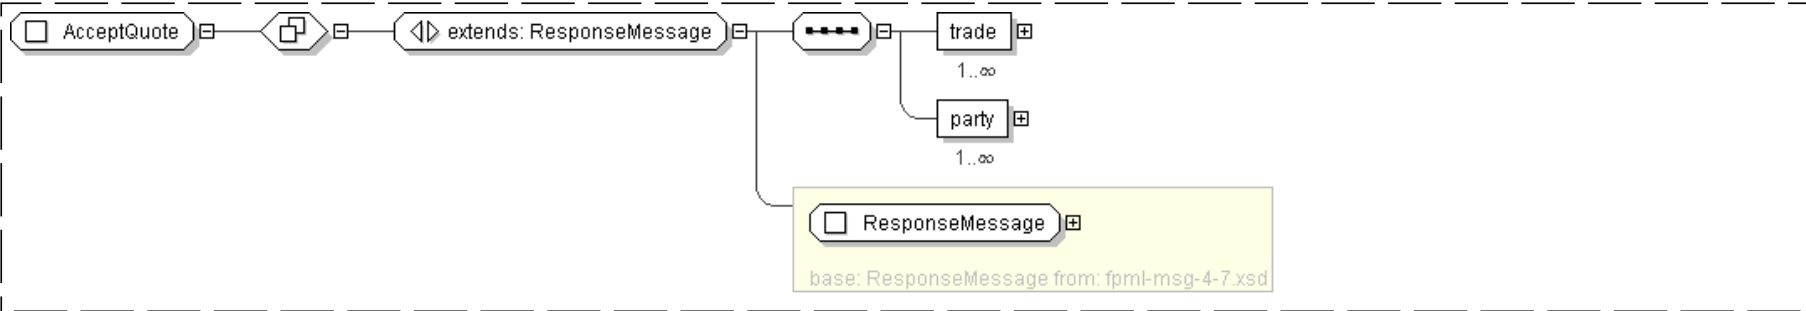 AcceptQuote
extends: ResponseMessage
trade
1..∞
party
1..∞
ResponseMessage
base: ResponseMessage from: fpml-msg-4-7.xsd